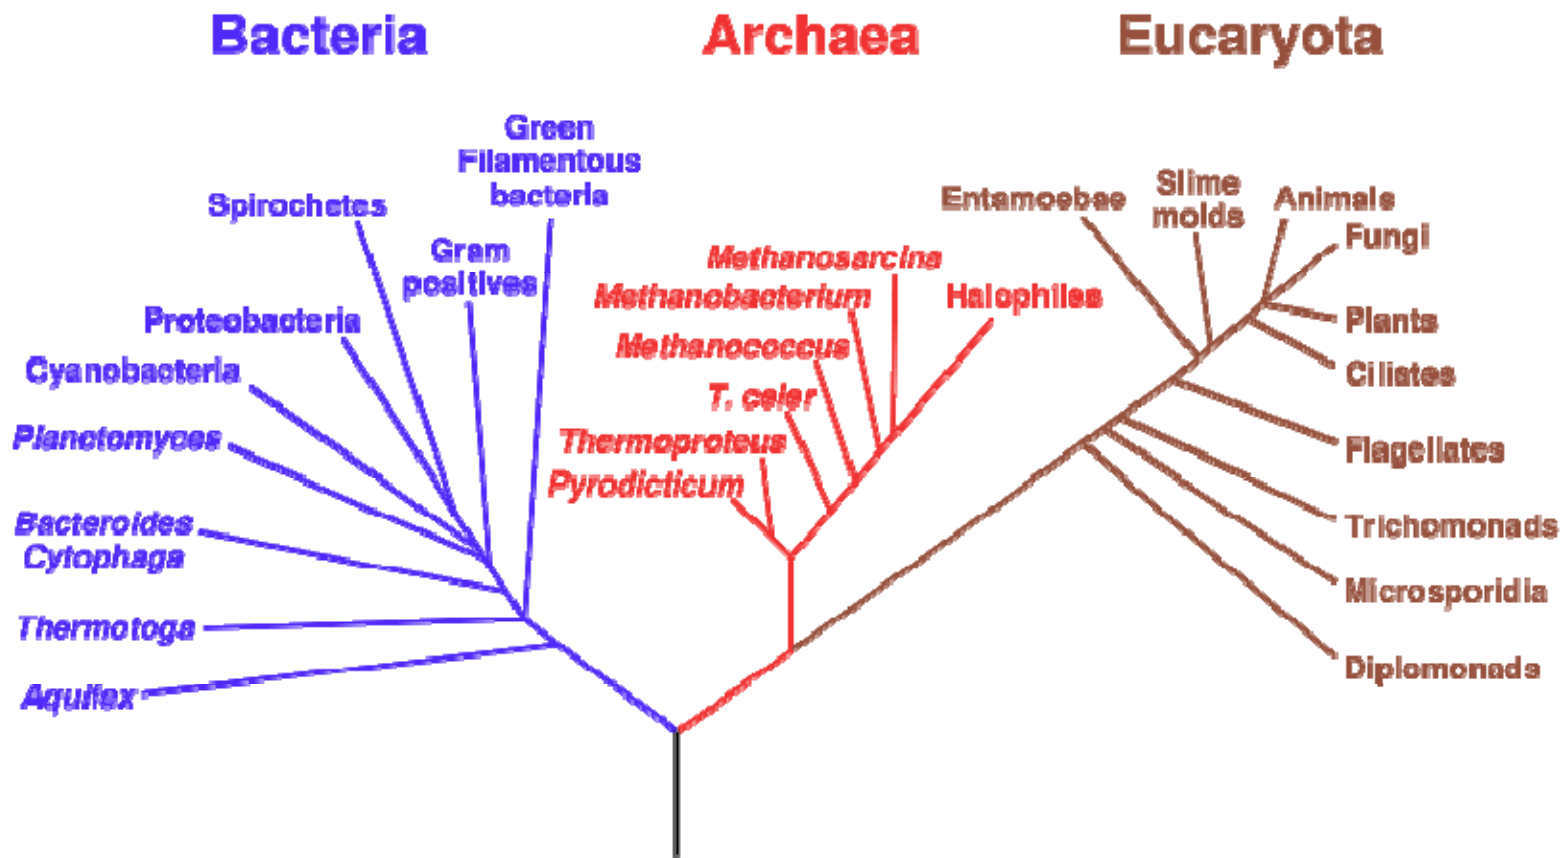 Bacteria
Archaea
Eucaryota
Green
Filamentous
bacteria
Spirochetes
Gram
positives
Proteobacteria
Cyanobacteria
Planctomyces
Bacteroides
Cytophaga
Thermotoga
Aquifex
Methanosarcina
Methanobacterium
Halophiles
Methanococcus
T. celer
Thermoproteus
Pyrodicticum
Entamoebae
Slime
molds
Animals
Fungi
Plants
Ciliates
Flagellates
Trichomonads
Microsporidia
Diplomonads